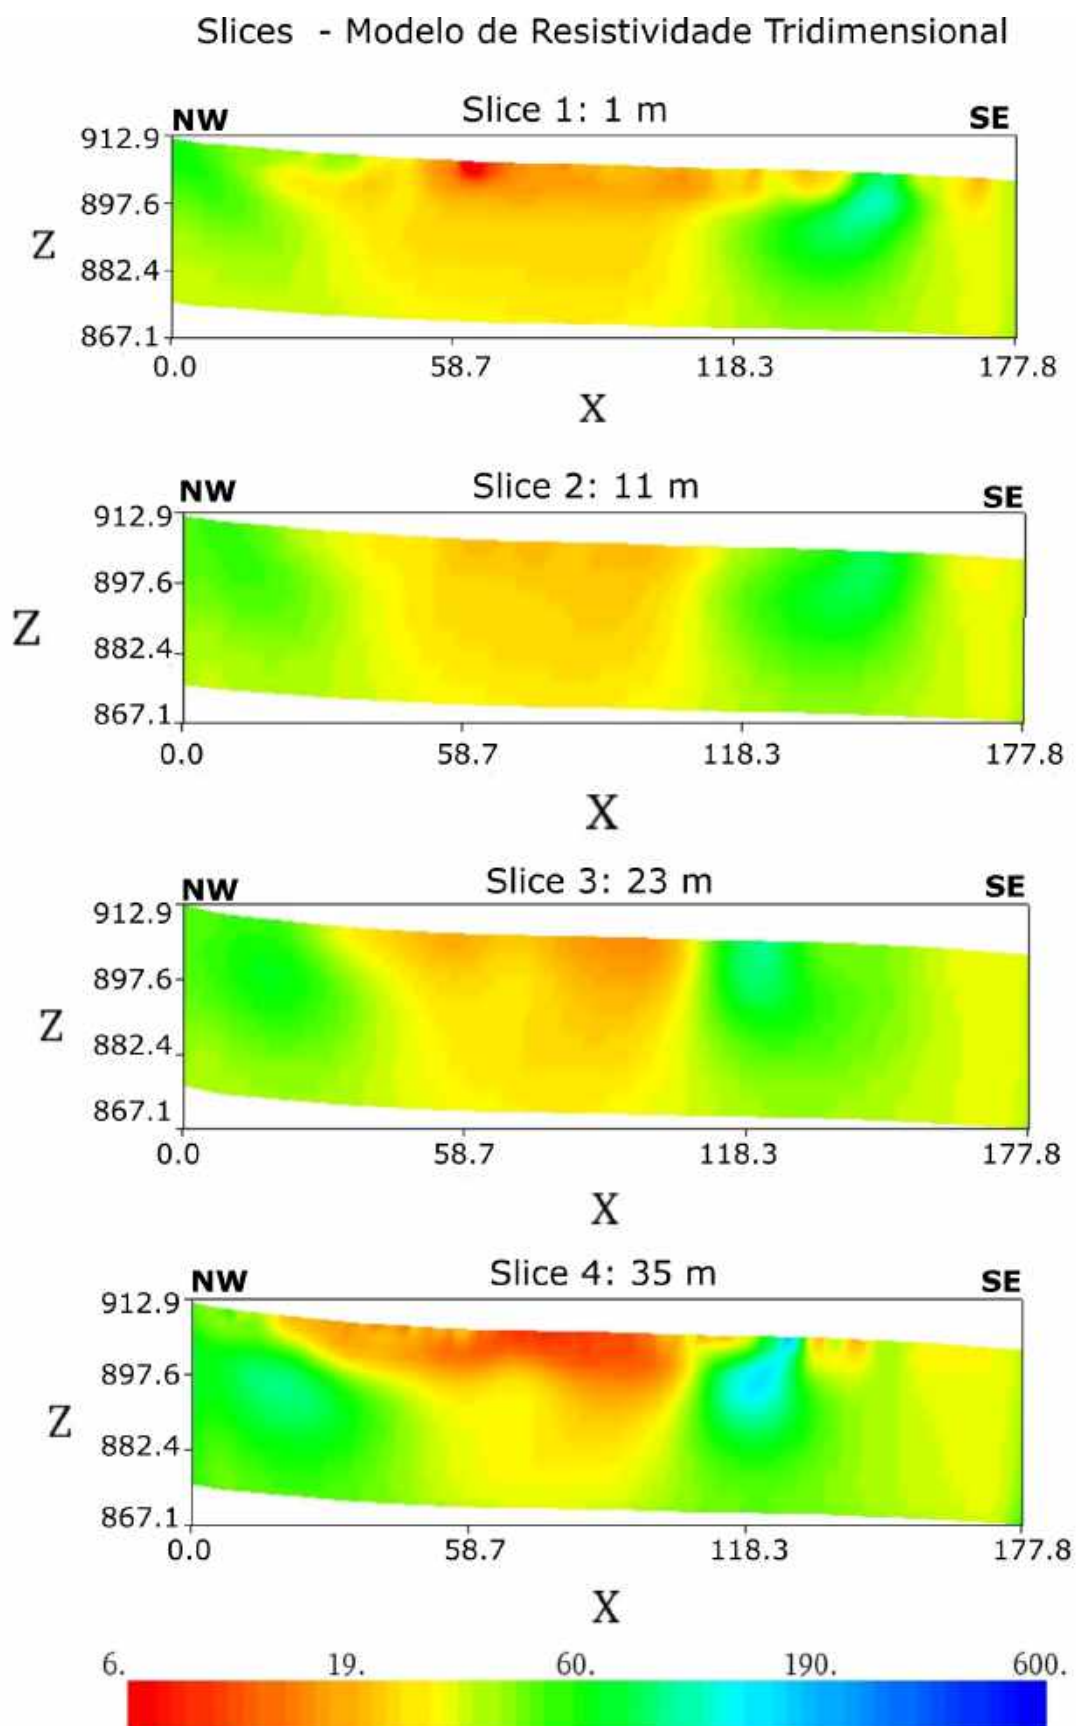 Slices - Modelo de Resistividade Tridimensional
Slice 1: 1 m
NW SE
912.9
897.6
Z
882.4
867.1
0.0 58.7 118.3 177.8
X
Slice 2: 11 m
NW SE
912.9
897.6
Z
882.4
867.1
0.0 58.7 118.3 177.8
X
Slice 3: 23 m
NW SE
912.9
897.6
Z
882.4
867.1
0.0 58.7 118.3 177.8
X
Slice 4: 35 m
NW SE
912.9
897.6
Z
882.4
867.1
0.0 58.7 118.3 177.8
X
6. 19. 60. 190. 600.